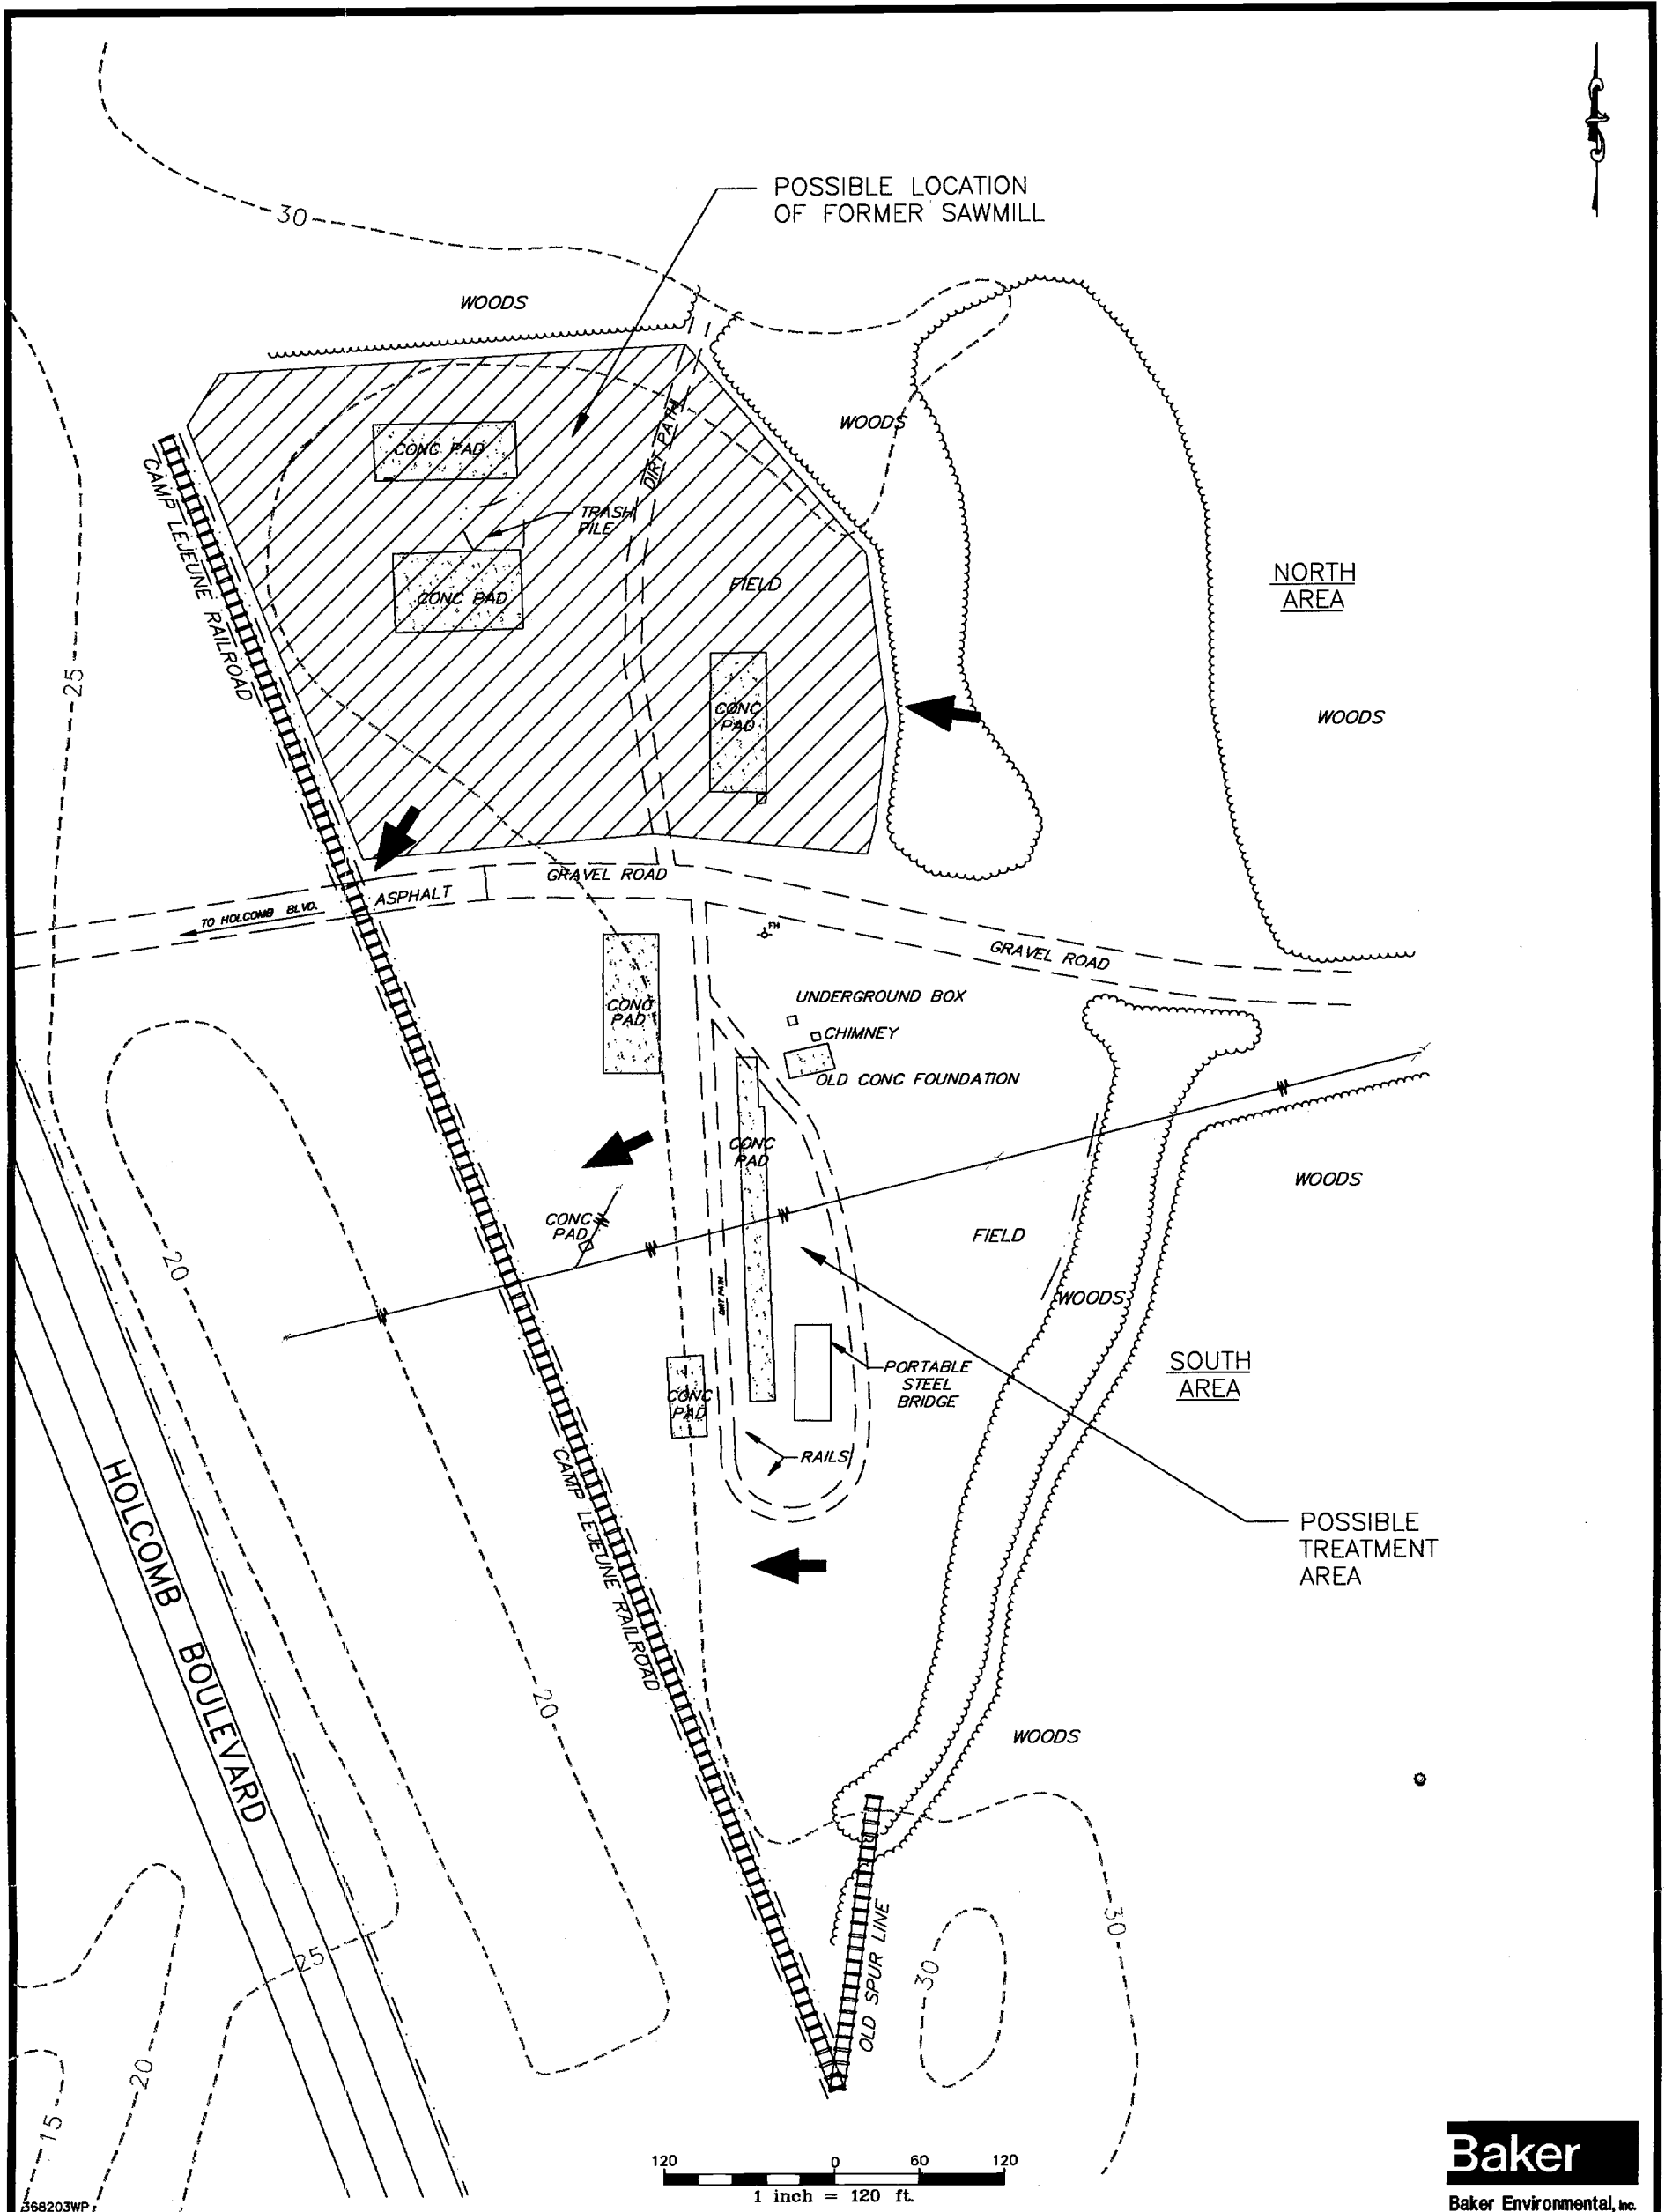 POSSIBLE LOCATION
OF FORMER SAWMILL
30
WOODS
WOODS
CONC PAD
DIRT PATH
TRASH
PILE
CONC PAD
FIELD
CAMP LEJEUNE RAILROAD
NORTH
AREA
25
CONC
PAD
WOODS
GRAVEL ROAD
ASPHALT
TO HOLCOMB BLVD.
FH
GRAVEL ROAD
UNDERGROUND BOX
CONC
PAD
CHIMNEY
OLD CONC FOUNDATION
CONC
PAD
WOODS
CONC
PAD
FIELD
20
DIRT PATH
WOODS
PORTABLE
STEEL
BRIDGE
SOUTH
AREA
CONC
PAD
RAILS
CAMP LEJEUNE RAILROAD
HOLCOMB BOULEVARD
POSSIBLE
TREATMENT
AREA
20
WOODS
OLD SPUR LINE
30
30
25
20
15
120 0 60 120
1 inch = 120 ft.
368203WP
Baker
Baker Environmental, Inc.